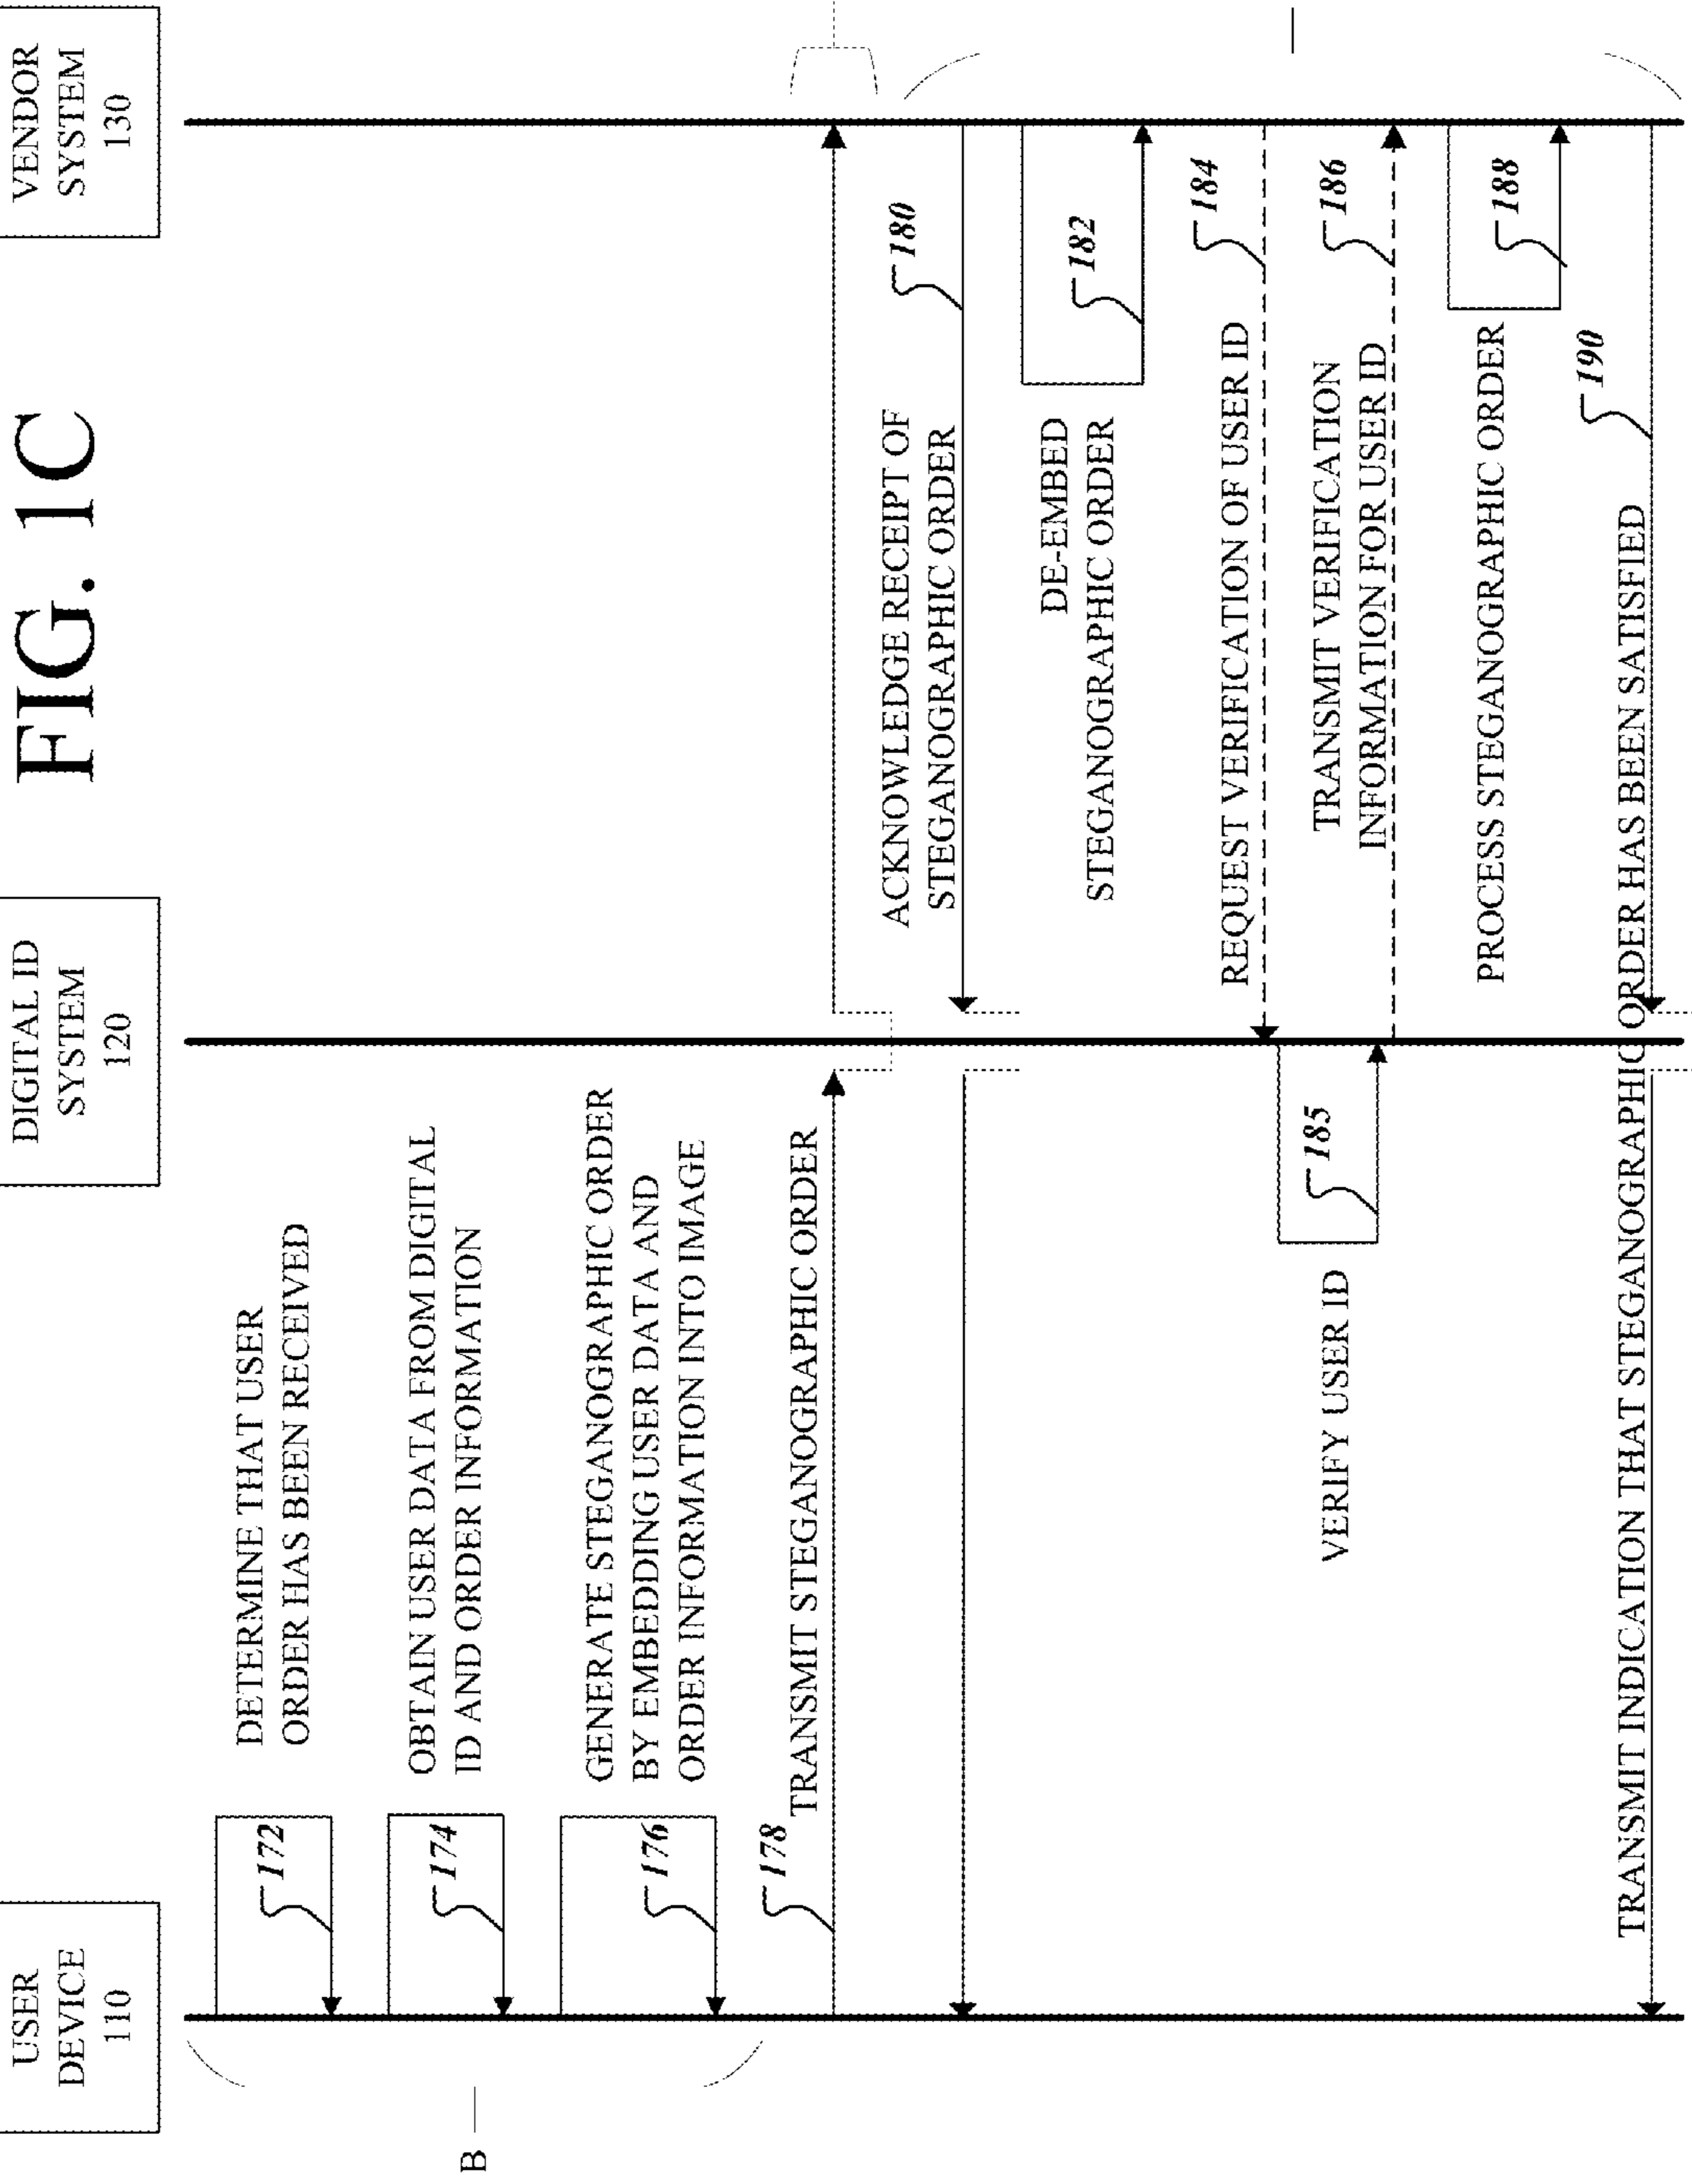 FIG. 1C
USER
DEVICE
110
DIGITAL ID
SYSTEM
120
VENDOR
SYSTEM
130
B
172
DETERMINE THAT USER
ORDER HAS BEEN RECEIVED
174
OBTAIN USER DATA FROM DIGITAL
ID AND ORDER INFORMATION
176
GENERATE STEGANOGRAPHIC ORDER
BY EMBEDDING USER DATA AND
ORDER INFORMATION INTO IMAGE
178
TRANSMIT STEGANOGRAPHIC ORDER
ACKNOWLEDGE RECEIPT OF
STEGANOGRAPHIC ORDER
180
DE-EMBED
STEGANOGRAPHIC ORDER
182
REQUEST VERIFICATION OF USER ID
184
VERIFY USER ID
185
TRANSMIT VERIFICATION
INFORMATION FOR USER ID
186
PROCESS STEGANOGRAPHIC ORDER
188
TRANSMIT INDICATION THAT STEGANOGRAPHIC ORDER HAS BEEN SATISFIED
190